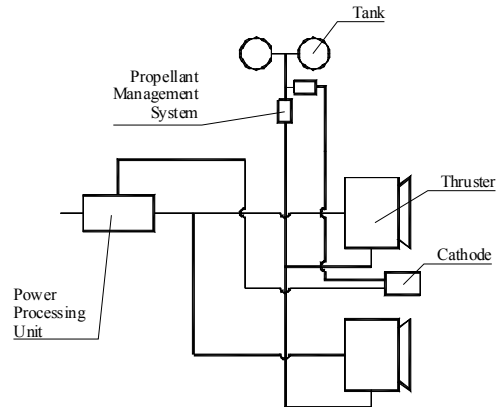 Tank
Propellant
Management
System
Thruster
Cathode
Power
Processing
Unit